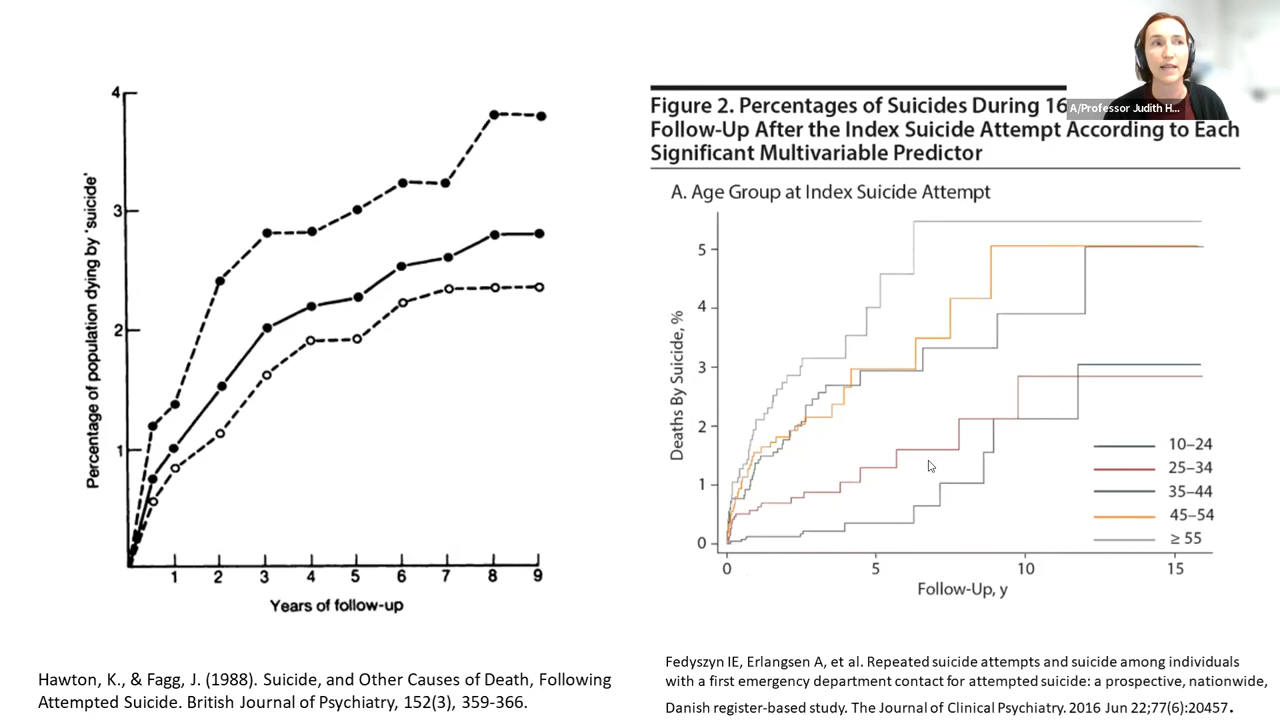 4
3
2
1
Percentage of population dying by 'suicide'
1 2 3 4 5 6 7 8 9
Years of follow-up
Hawton, K., & Fagg, J. (1988). Suicide, and Other Causes of Death, Following
Attempted Suicide. British Journal of Psychiatry, 152(3), 359-366.
A/Professor Judith H...
Figure 2. Percentages of Suicides During 16
Follow-Up After the Index Suicide Attempt According to Each
Significant Multivariable Predictor
A. Age Group at Index Suicide Attempt
5
4
3
2
1
0
Deaths By Suicide, %
10–24
25–34
35–44
45–54
≥ 55
0 5 10 15
Follow-Up, y
Fedyszyn IE, Erlangsen A, et al. Repeated suicide attempts and suicide among individuals
with a first emergency department contact for attempted suicide: a prospective, nationwide,
Danish register-based study. The Journal of Clinical Psychiatry. 2016 Jun 22;77(6):20457.